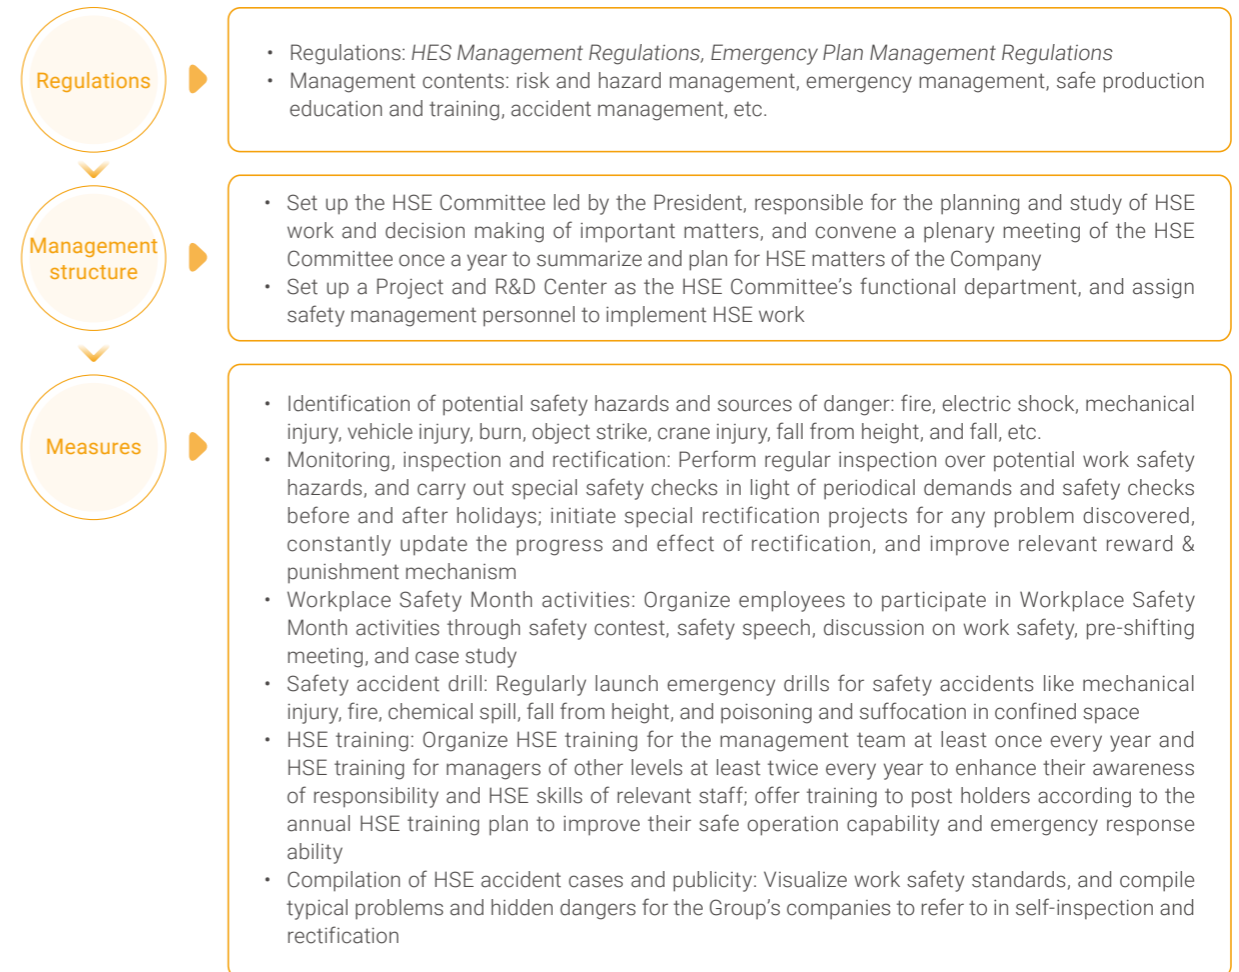 Regulations
• Regulations: HES Management Regulations, Emergency Plan Management Regulations
• Management contents: risk and hazard management, emergency management, safe production
education and training, accident management, etc.
Management
structure
• Set up the HSE Committee led by the President, responsible for the planning and study of HSE
work and decision making of important matters, and convene a plenary meeting of the HSE
Committee once a year to summarize and plan for HSE matters of the Company
• Set up a Project and R&D Center as the HSE Committee's functional department, and assign
safety management personnel to implement HSE work
Measures
• Identification of potential safety hazards and sources of danger: fire, electric shock, mechanical
injury, vehicle injury, burn, object strike, crane injury, fall from height, and fall, etc.
• Monitoring, inspection and rectification: Perform regular inspection over potential work safety
hazards, and carry out special safety checks in light of periodical demands and safety checks
before and after holidays; initiate special rectification projects for any problem discovered,
constantly update the progress and effect of rectification, and improve relevant reward &
punishment mechanism
• Workplace Safety Month activities: Organize employees to participate in Workplace Safety
Month activities through safety contest, safety speech, discussion on work safety, pre-shifting
meeting, and case study
• Safety accident drill: Regularly launch emergency drills for safety accidents like mechanical
injury, fire, chemical spill, fall from height, and poisoning and suffocation in confined space
• HSE training: Organize HSE training for the management team at least once every year and
HSE training for managers of other levels at least twice every year to enhance their awareness
of responsibility and HSE skills of relevant staff; offer training to post holders according to the
annual HSE training plan to improve their safe operation capability and emergency response
ability
• Compilation of HSE accident cases and publicity: Visualize work safety standards, and compile
typical problems and hidden dangers for the Group's companies to refer to in self-inspection and
rectification